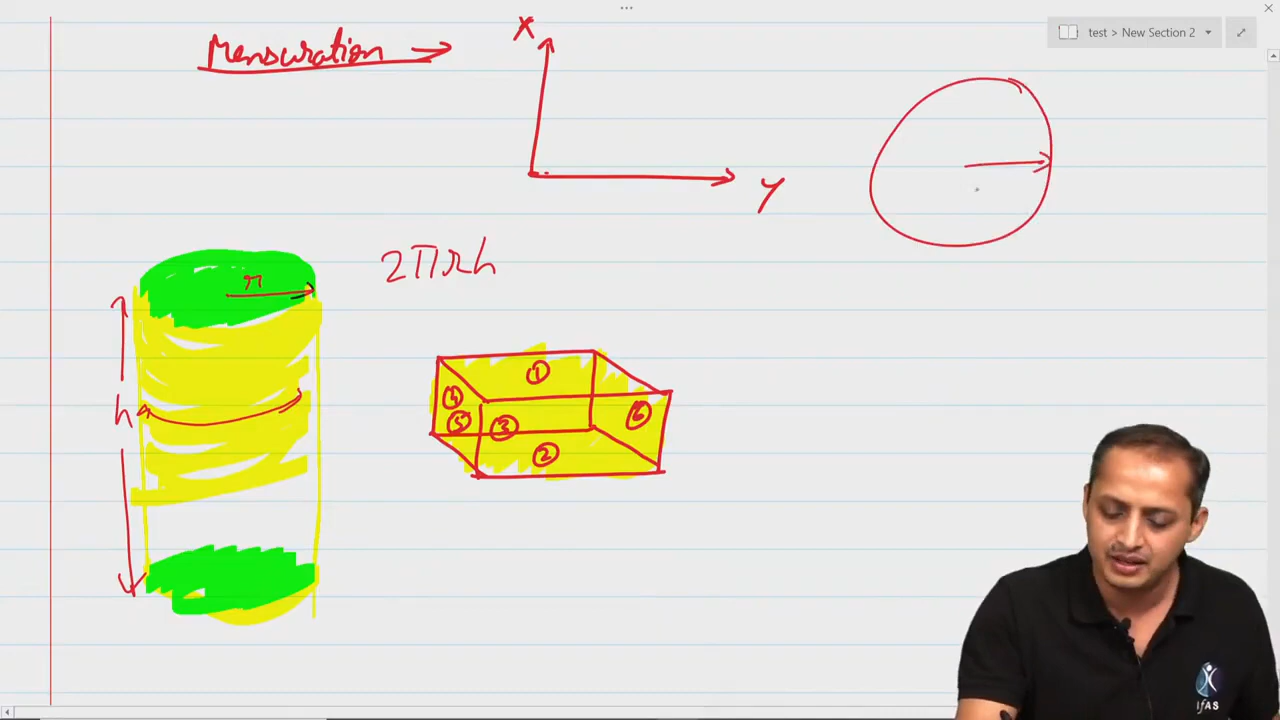 ...
test > New Section 2
Mensuration →
X
y
r
2πrh
h
①
④
⑥
⑤
③
②
IFAS